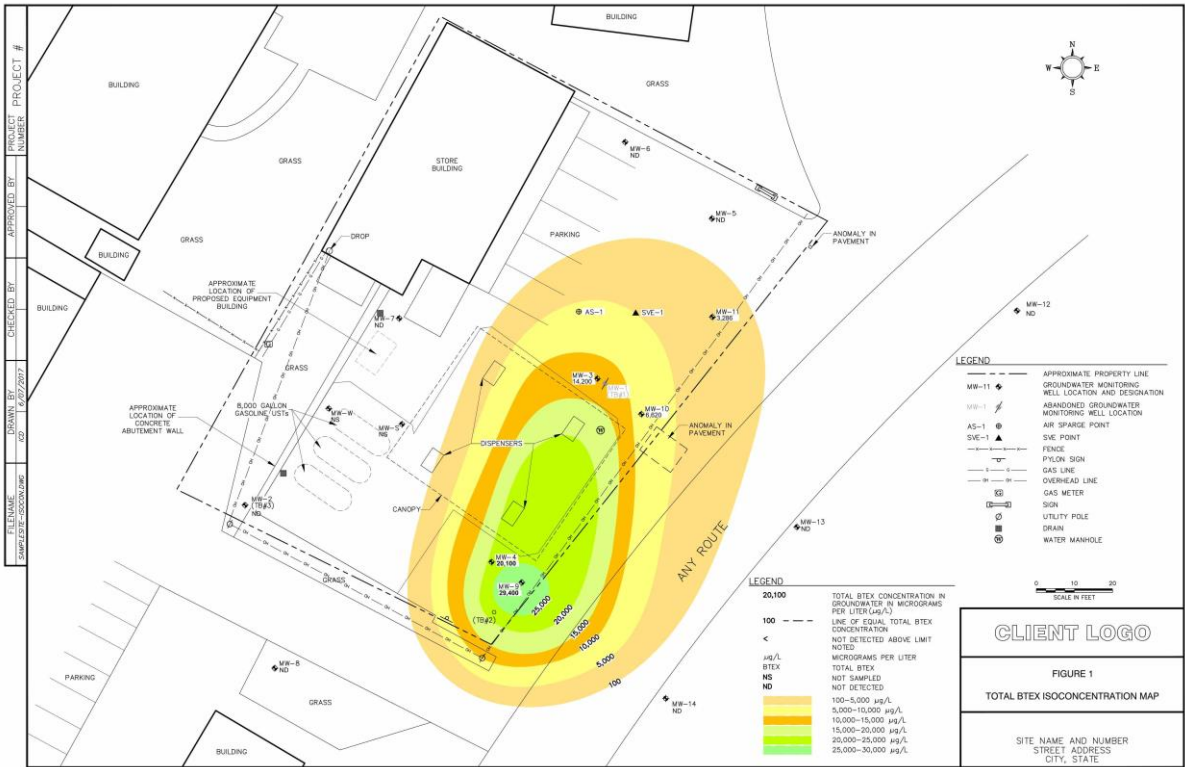 BUILDING
BUILDING
GRASS
N
W
E
S
MW-6
ND
GRASS
STORE
BUILDING
MW-5
ND
PARKING
ANOMALY IN
PAVEMENT
DROP
GRASS
BUILDING
BUILDING
APPROXIMATE
LOCATION OF
PROPOSED EQUIPMENT
BUILDING
MW-7
ND
AS-1
SVE-1
MW-11
3,286
MW-12
ND
GRASS
MW-3
14,200
MW-1
(TB#1)
8,000 GALLON
GASOLINE USTs
MW-W
NS
MW-S
NS
MW-10
6,620
APPROXIMATE
LOCATION OF
CONCRETE
ABUTEMENT WALL
DISPENSERS
ANOMALY IN
PAVEMENT
MW-2
(TB#3)
ND
CANOPY
MW-13
ND
ANY ROUTE
MW-4
20,100
GRASS
MW-9
29,400
(TB#2)
25,000
20,000
15,000
10,000
5,000
100
MW-8
ND
PARKING
GRASS
MW-14
ND
BUILDING
LEGEND
APPROXIMATE PROPERTY LINE
MW-11
GROUNDWATER MONITORING
WELL LOCATION AND DESIGNATION
MW-1
ABANDONED GROUNDWATER
MONITORING WELL LOCATION
AS-1
AIR SPARGE POINT
SVE-1
SVE POINT
FENCE
PYLON SIGN
GAS LINE
OVERHEAD LINE
GAS METER
SIGN
UTILITY POLE
DRAIN
WATER MANHOLE
0 10 20
SCALE IN FEET
LEGEND
20,100
TOTAL BTEX CONCENTRATION IN
GROUNDWATER IN MICROGRAMS
PER LITER (µg/L)
100
LINE OF EQUAL TOTAL BTEX
CONCENTRATION
<
NOT DETECTED ABOVE LIMIT
NOTED
µg/L
MICROGRAMS PER LITER
BTEX
TOTAL BTEX
NS
NOT SAMPLED
ND
NOT DETECTED
100-5,000 µg/L
5,000-10,000 µg/L
10,000-15,000 µg/L
15,000-20,000 µg/L
20,000-25,000 µg/L
25,000-30,000 µg/L
CLIENT LOGO
FIGURE 1
TOTAL BTEX ISOCONCENTRATION MAP
SITE NAME AND NUMBER
STREET ADDRESS
CITY, STATE
PROJECT
NUMBER
PROJECT #
APPROVED BY
CHECKED BY
DRAWN BY
6/07/2017
FILENAME
SAMPLESITE-ISOCON.DWG